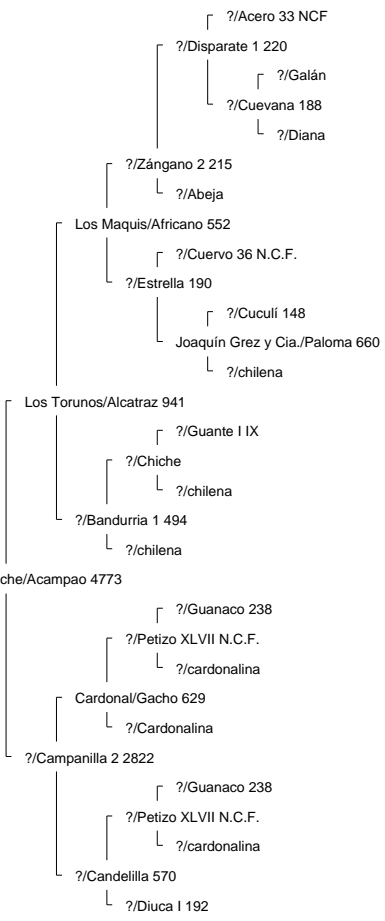 ?/Acero 33 NCF
?/Disparate 1 220
?/Galán
?/Cuevana 188
?/Diana
?/Zángano 2 215
?/Abeja
Los Maquis/Africano 552
?/Cuervo 36 N.C.F.
?/Estrella 190
?/Cuculí 148
Joaquín Grez y Cia./Paloma 660
?/chilena
Los Torunos/Alcatraz 941
?/Guante I IX
?/Chiche
?/chilena
?/Bandurria 1 494
?/chilena
che/Acampao 4773
?/Guanaco 238
?/Petizo XLVII N.C.F.
?/cardonalina
Cardonal/Gacho 629
?/Cardonalina
?/Campanilla 2 2822
?/Guanaco 238
?/Petizo XLVII N.C.F.
?/cardonalina
?/Candelilla 570
?/Diuca I 192